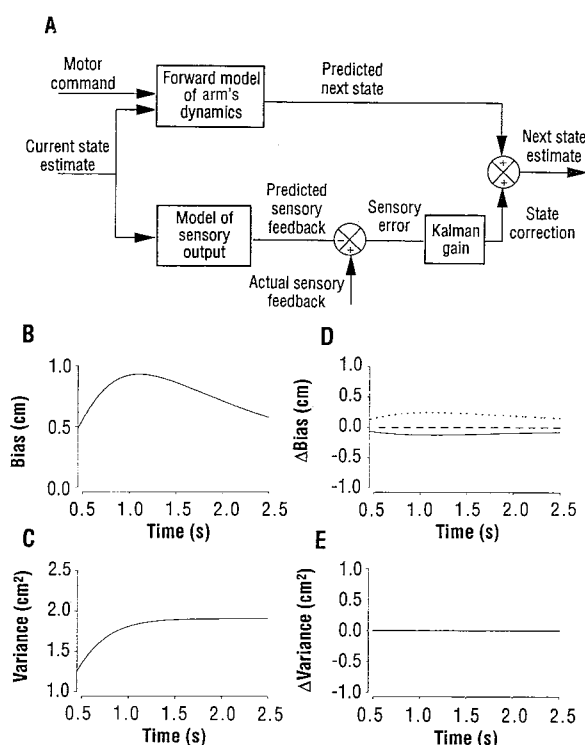 A
Motor
command
Forward model
of arm's
dynamics
Predicted
next state
Current state
estimate
Next state
estimate
+
+
Model of
sensory
output
Predicted
sensory
feedback
−
+
Sensory
error
Kalman
gain
State
correction
Actual sensory
feedback
B
Bias (cm)
1.0
0.5
0.0
0.5 1.0 1.5 2.0 2.5
Time (s)
D
ΔBias (cm)
1.0
0.5
0.0
-0.5
-1.0
0.5 1.0 1.5 2.0 2.5
Time (s)
C
Variance (cm²)
2.5
2.0
1.5
1.0
0.5 1.0 1.5 2.0 2.5
Time (s)
E
ΔVariance (cm²)
1.0
0.5
0.0
-0.5
-1.0
0.5 1.0 1.5 2.0 2.5
Time (s)